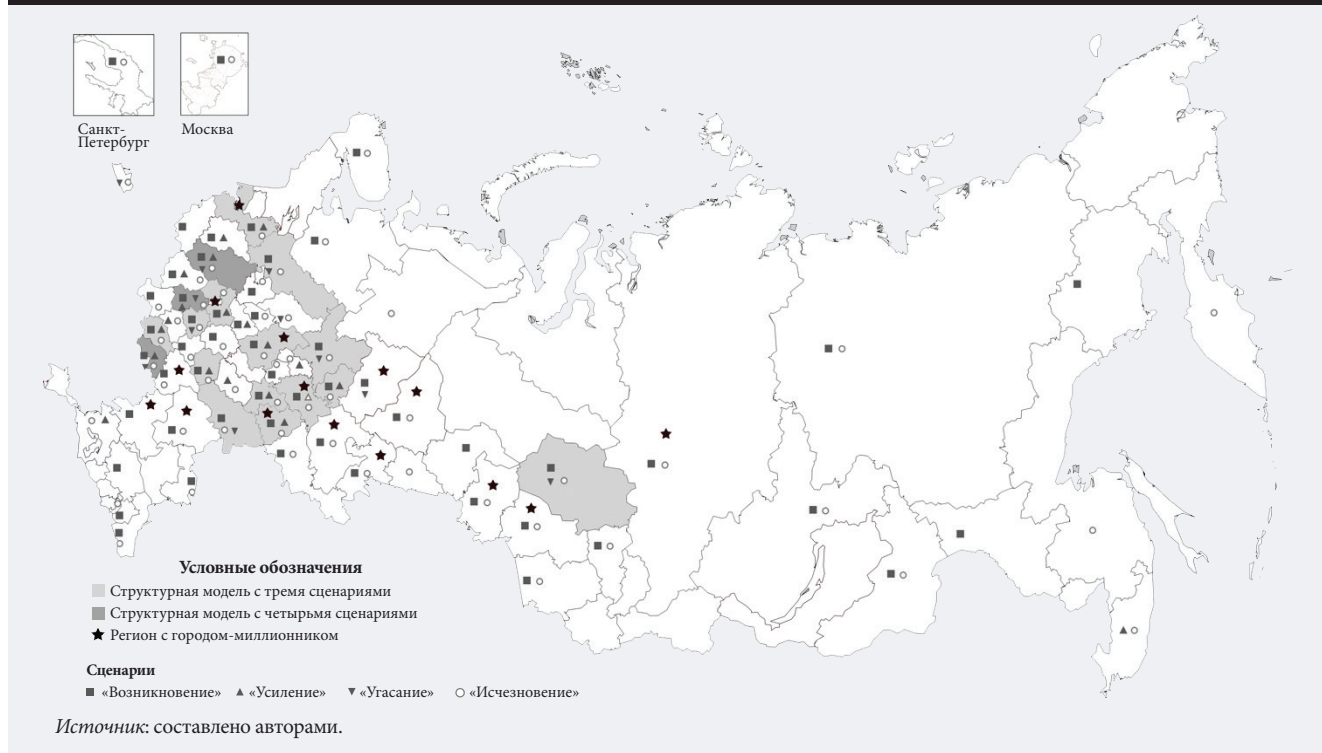 Санкт-
Петербург
Москва
Условные обозначения
Структурная модель с тремя сценариями
Структурная модель с четырьмя сценариями
Регион с городом-миллионником
Сценарии
«Возникновение» «Усиление» «Угасание» «Исчезновение»
Источник: составлено авторами.